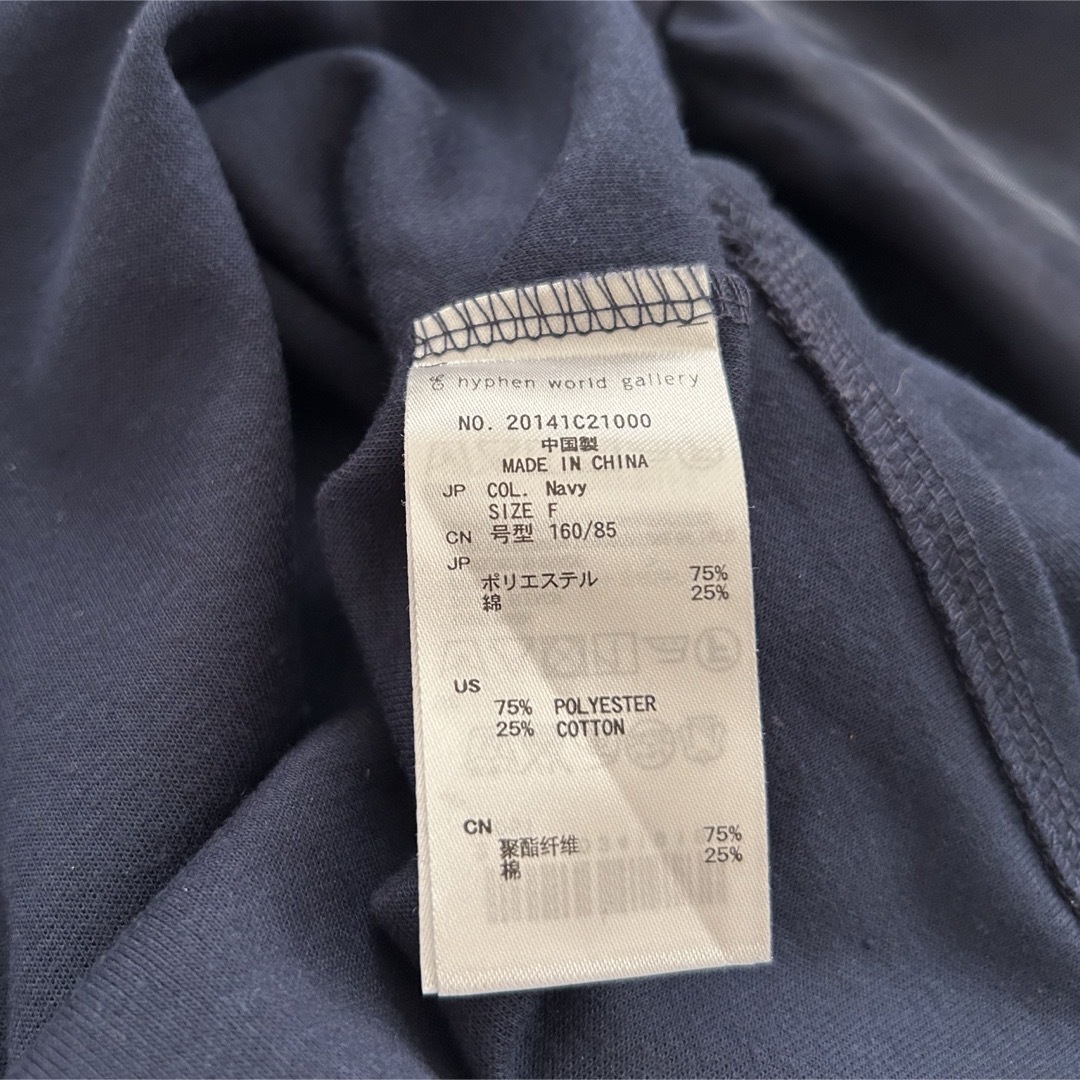 hyphen world gallery
NO. 20141C21000
中国製
MADE IN CHINA
JP COL. Navy
SIZE F
CN 号型 160/85
JP
ポリエステル 75%
綿 25%
US
75% POLYESTER
25% COTTON
CN
聚酯纤维 75%
棉 25%